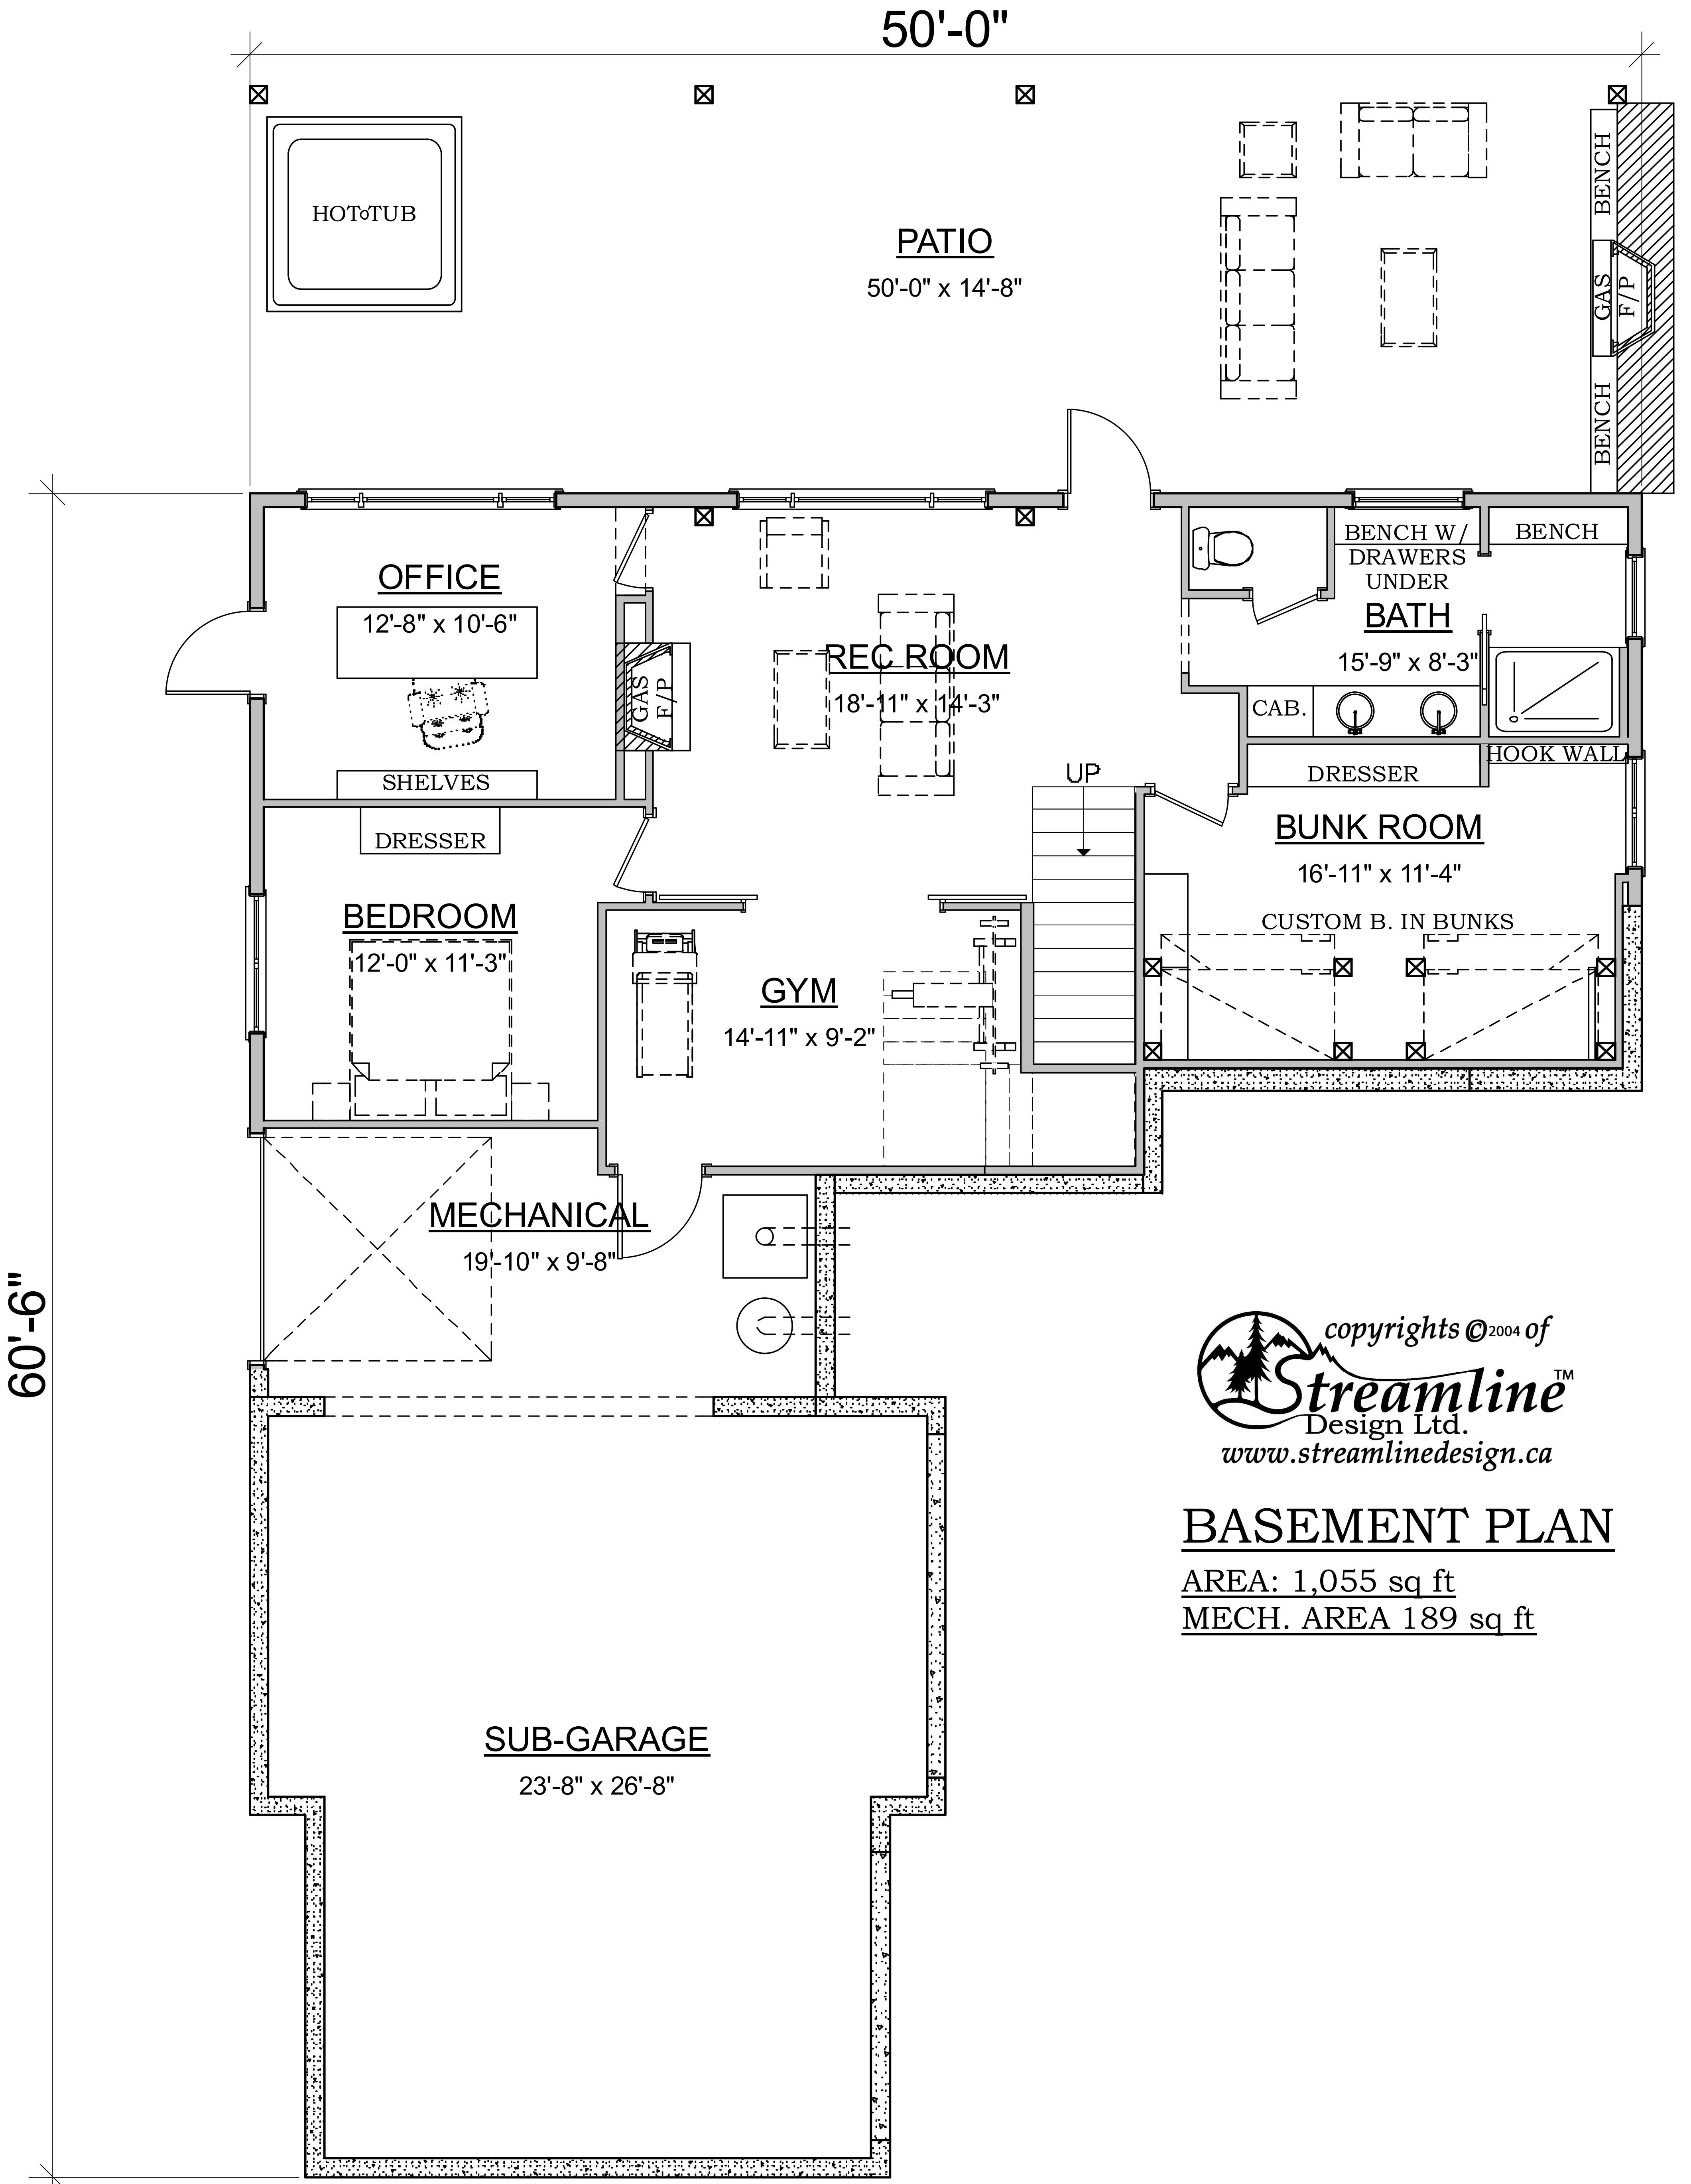 50'-0"
HOT TUB
PATIO
50'-0" x 14'-8"
BENCH
GAS
F/P
BENCH
OFFICE
12'-8" x 10'-6"
SHELVES
GAS
F/P
REC ROOM
18'-11" x 14'-3"
BENCH W/
DRAWERS
UNDER
BENCH
BATH
15'-9" x 8'-3"
CAB.
HOOK WALL
DRESSER
UP
DRESSER
BUNK ROOM
16'-11" x 11'-4"
CUSTOM B. IN BUNKS
BEDROOM
12'-0" x 11'-3"
GYM
14'-11" x 9'-2"
MECHANICAL
19'-10" x 9'-8"
60'-6"
copyrights © 2004 of
Streamline™
Design Ltd.
www.streamlinedesign.ca
BASEMENT PLAN
AREA: 1,055 sq ft
MECH. AREA 189 sq ft
SUB-GARAGE
23'-8" x 26'-8"